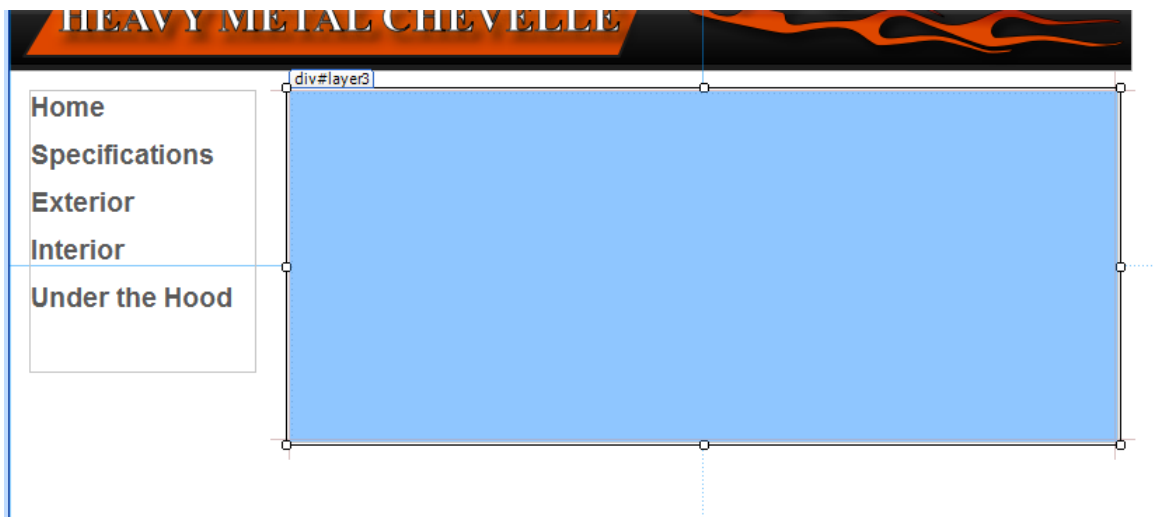 HEAVY METAL CHEVELLE
div#layer3
Home
Specifications
Exterior
Interior
Under the Hood